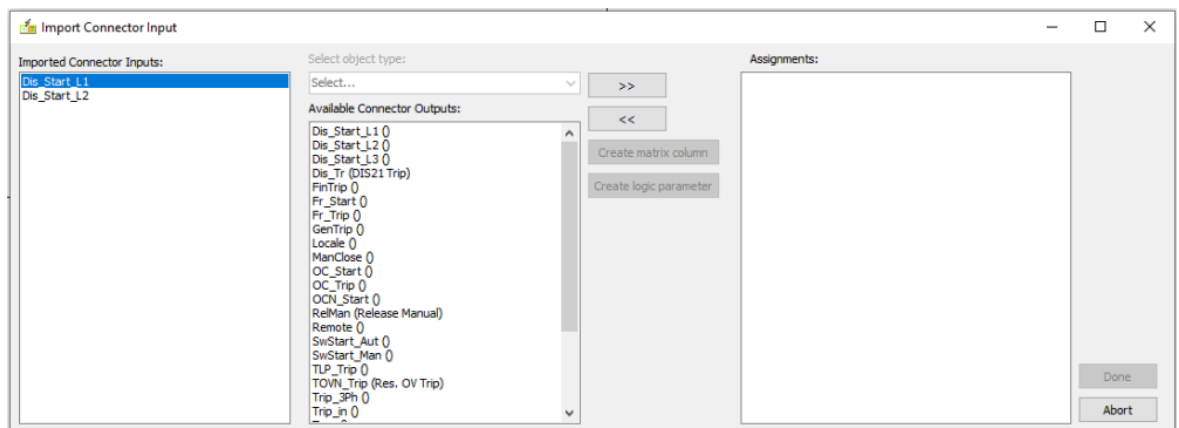 Import Connector Input
Imported Connector Inputs:
Dis_Start_L1
Dis_Start_L2
Select object type:
Select...
Available Connector Outputs:
Dis_Start_L1 ()
Dis_Start_L2 ()
Dis_Start_L3 ()
Dis_Tr (DIS21 Trip)
FinTrip ()
Fr_Start ()
Fr_Trip ()
GenTrip ()
Locale ()
ManClose ()
OC_Start ()
OC_Trip ()
OCN_Start ()
RelMan (Release Manual)
Remote ()
SwStart_Aut ()
SwStart_Man ()
TLP_Trip ()
TOVN_Trip (Res. OV Trip)
Trip_3Ph ()
Trip_in ()
>>
<<
Create matrix column
Create logic parameter
Assignments:
Done
Abort